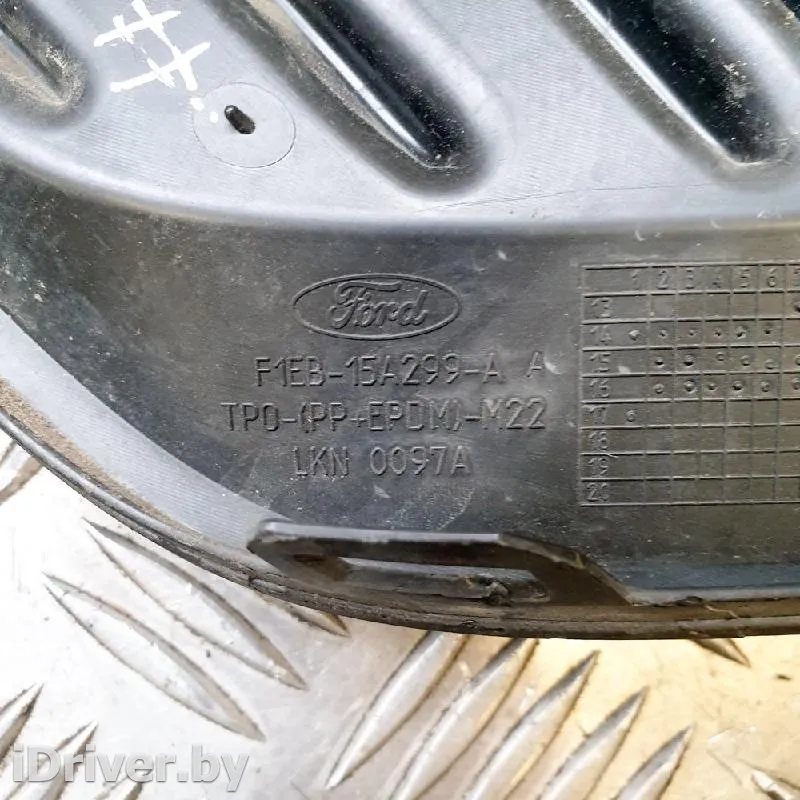 Ford
F1EB-15A299-A A
TPO-(PP+EPDM)-M22
LKN 0097A
1 2 3 4 5 6
13
14
15
16
17
18
19
20
iDriver.by